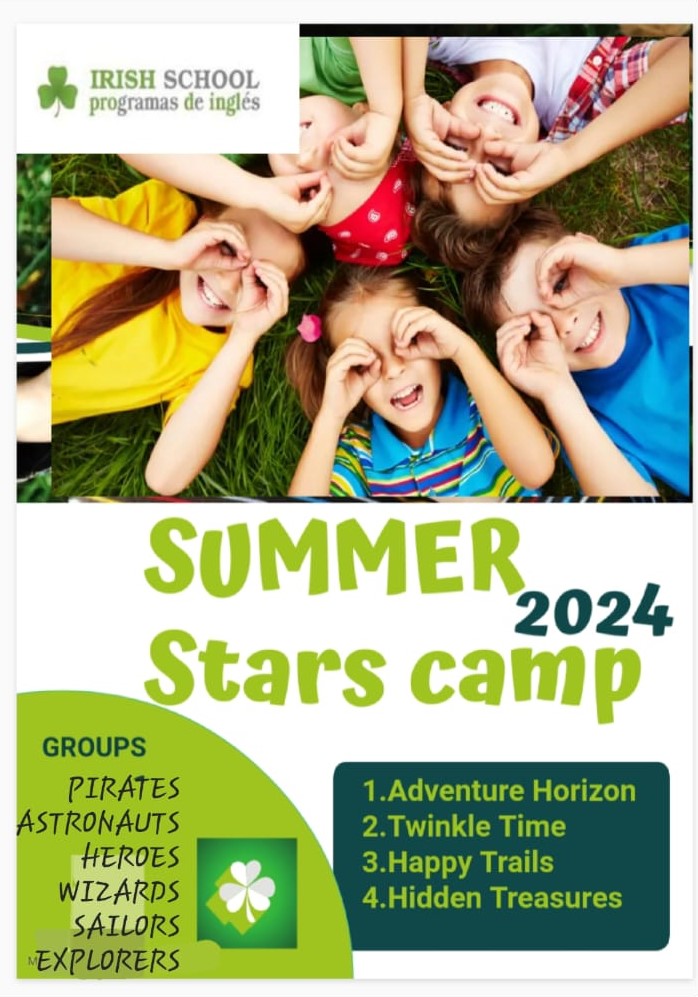 IRISH SCHOOL
programas de inglés
SUMMER
2024
Stars camp
GROUPS
PIRATES
ASTRONAUTS
HEROES
WIZARDS
SAILORS
EXPLORERS
1.Adventure Horizon
2.Twinkle Time
3.Happy Trails
4.Hidden Treasures